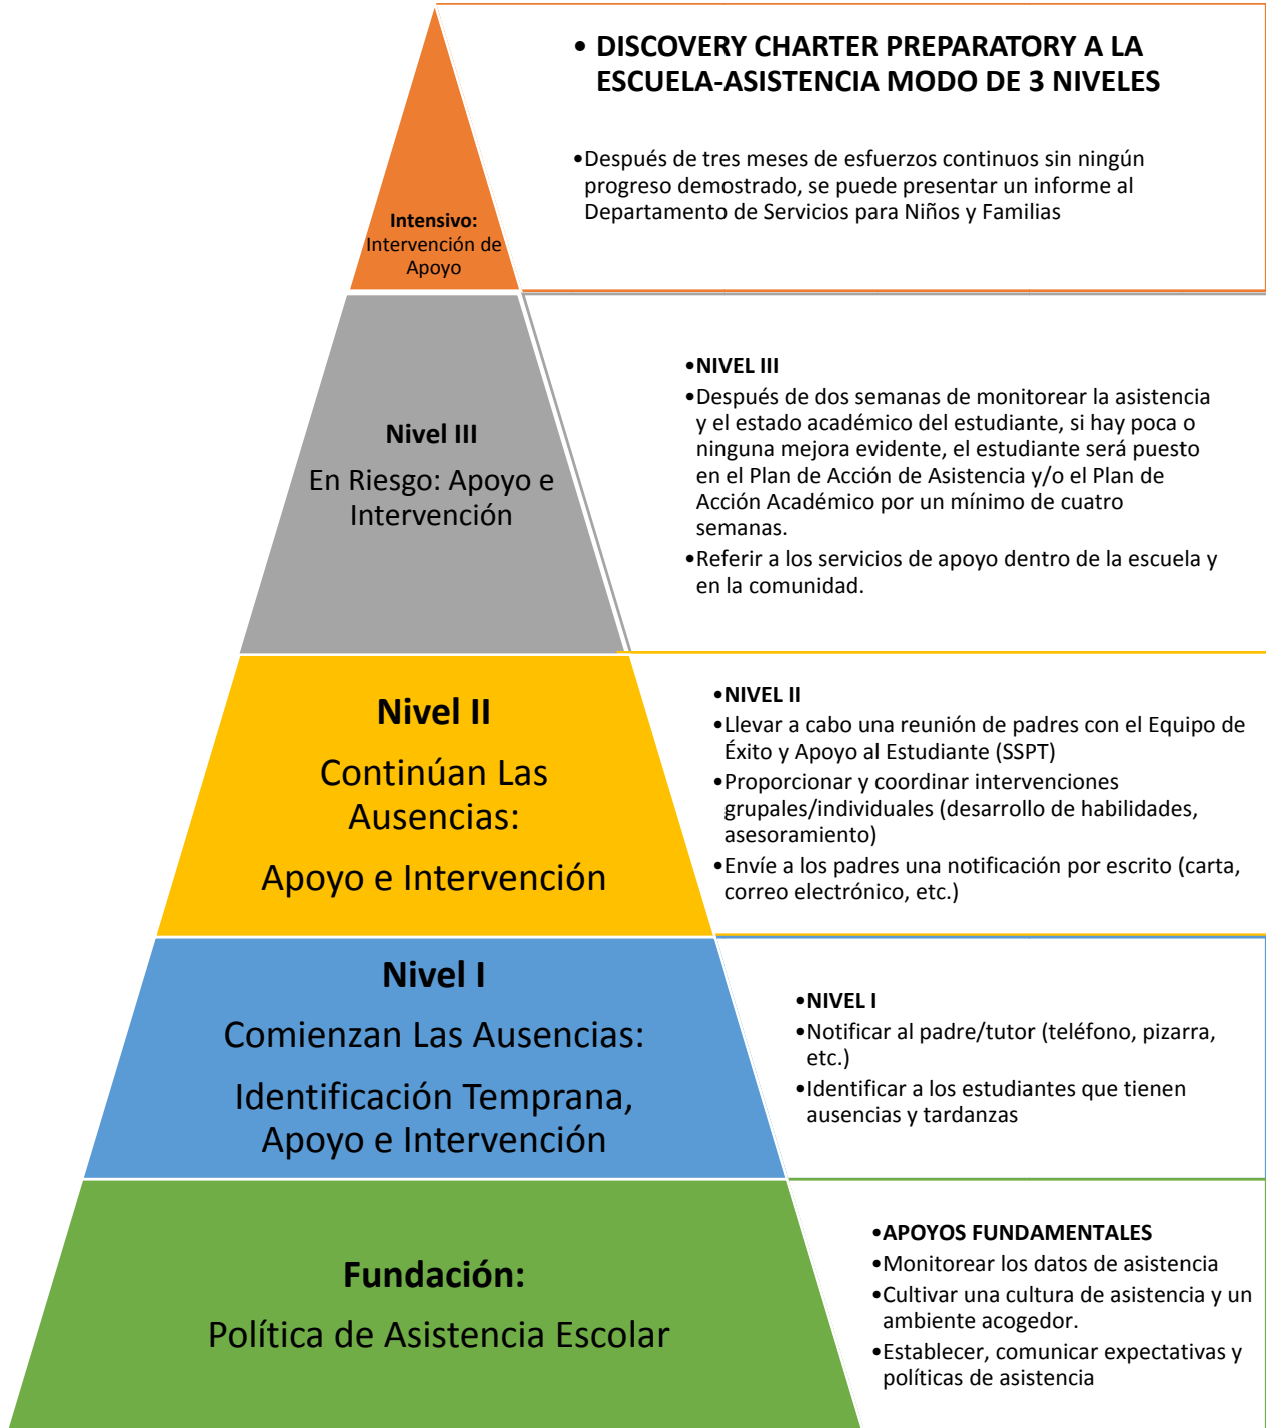 • DISCOVERY CHARTER PREPARATORY A LA
ESCUELA-ASISTENCIA MODO DE 3 NIVELES
•Después de tres meses de esfuerzos continuos sin ningún
progreso demostrado, se puede presentar un informe al
Departamento de Servicios para Niños y Familias
Intensivo:
Intervención de
Apoyo
Nivel III
En Riesgo: Apoyo e
Intervención
•NIVEL III
•Después de dos semanas de monitorear la asistencia
y el estado académico del estudiante, si hay poca o
ninguna mejora evidente, el estudiante será puesto
en el Plan de Acción de Asistencia y/o el Plan de
Acción Académico por un mínimo de cuatro
semanas.
•Referir a los servicios de apoyo dentro de la escuela y
en la comunidad.
Nivel II
Continúan Las
Ausencias:
Apoyo e Intervención
•NIVEL II
•Llevar a cabo una reunión de padres con el Equipo de
Éxito y Apoyo al Estudiante (SSPT)
•Proporcionar y coordinar intervenciones
grupales/individuales (desarrollo de habilidades,
asesoramiento)
•Envíe a los padres una notificación por escrito (carta,
correo electrónico, etc.)
Nivel I
Comienzan Las Ausencias:
Identificación Temprana,
Apoyo e Intervención
•NIVEL I
•Notificar al padre/tutor (teléfono, pizarra,
etc.)
•Identificar a los estudiantes que tienen
ausencias y tardanzas
Fundación:
Política de Asistencia Escolar
•APOYOS FUNDAMENTALES
•Monitorear los datos de asistencia
•Cultivar una cultura de asistencia y un
ambiente acogedor.
•Establecer, comunicar expectativas y
políticas de asistencia